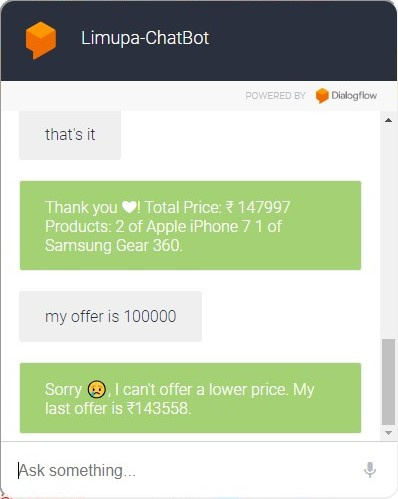 Limupa-ChatBot
POWERED BY Dialogflow
that's it
Thank you 🖤! Total Price: ₹ 147997
Products: 2 of Apple iPhone 7 1 of
Samsung Gear 360.
my offer is 100000
Sorry 😥, I can't offer a lower price. My
last offer is ₹143558.
Ask something...